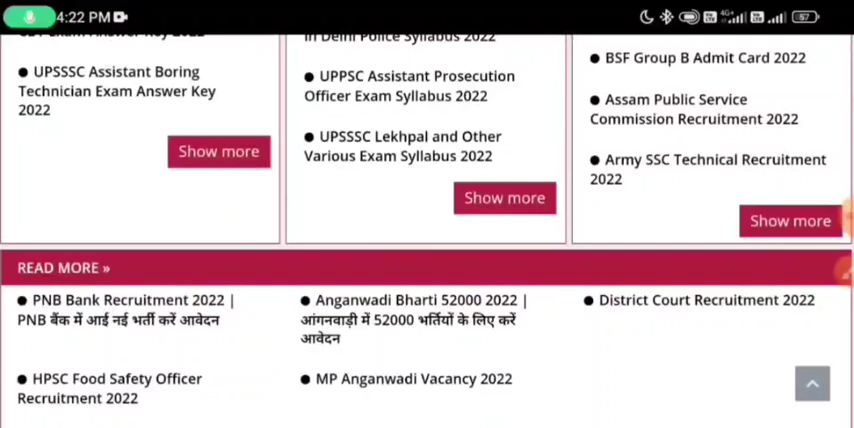 4:22 PM
4G+
57
in Delhi Police Syllabus 2022
● UPSSSC Assistant Boring
Technician Exam Answer Key
2022
Show more
● UPPSC Assistant Prosecution
Officer Exam Syllabus 2022
● UPSSSC Lekhpal and Other
Various Exam Syllabus 2022
Show more
● BSF Group B Admit Card 2022
● Assam Public Service
Commission Recruitment 2022
● Army SSC Technical Recruitment
2022
Show more
READ MORE »
● PNB Bank Recruitment 2022 |
PNB बैंक में आई नई भर्ती करें आवेदन
● Anganwadi Bharti 52000 2022 |
आंगनवाड़ी में 52000 भर्तियों के लिए करें
आवेदन
● District Court Recruitment 2022
● HPSC Food Safety Officer
Recruitment 2022
● MP Anganwadi Vacancy 2022